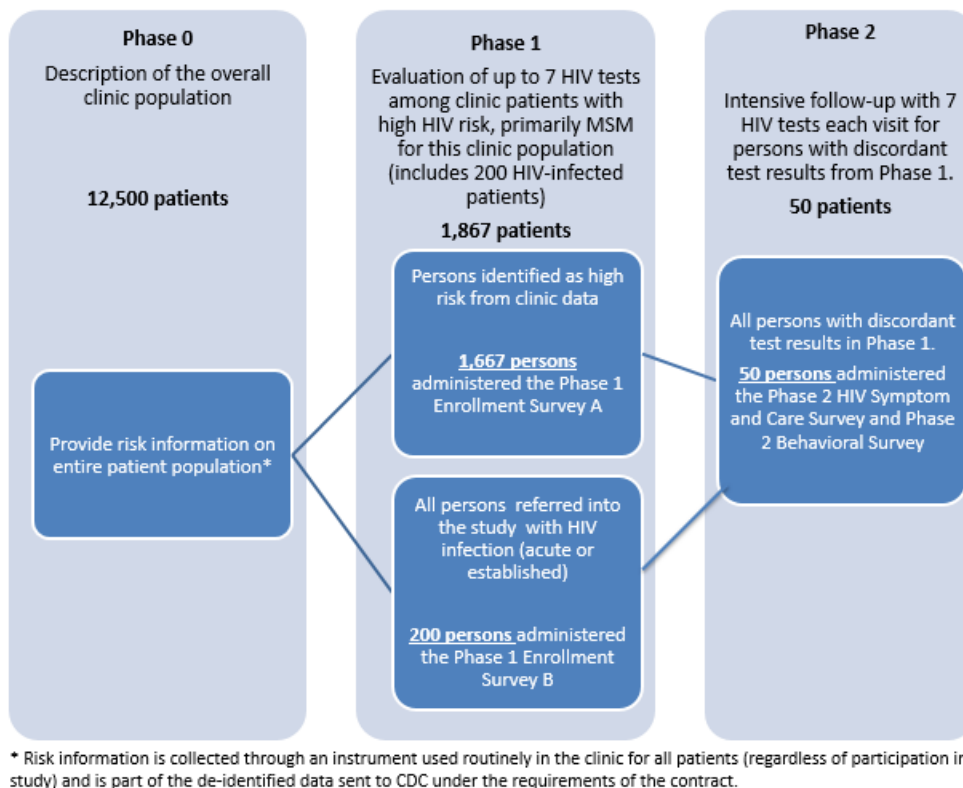 Phase 0
Description of the overall
clinic population
12,500 patients
Provide risk information on
entire patient population*
Phase 1
Evaluation of up to 7 HIV tests
among clinic patients with
high HIV risk, primarily MSM
for this clinic population
(includes 200 HIV-infected
patients)
1,867 patients
Persons identified as high
risk from clinic data
1,667 persons
administered the Phase 1
Enrollment Survey A
All persons referred into
the study with HIV
infection (acute or
established)
200 persons administered
the Phase 1 Enrollment
Survey B
Phase 2
Intensive follow-up with 7
HIV tests each visit for
persons with discordant
test results from Phase 1.
50 patients
All persons with discordant
test results in Phase 1.
50 persons administered
the Phase 2 HIV Symptom
and Care Survey and Phase
2 Behavioral Survey
* Risk information is collected through an instrument used routinely in the clinic for all patients (regardless of participation in
study) and is part of the de-identified data sent to CDC under the requirements of the contract.